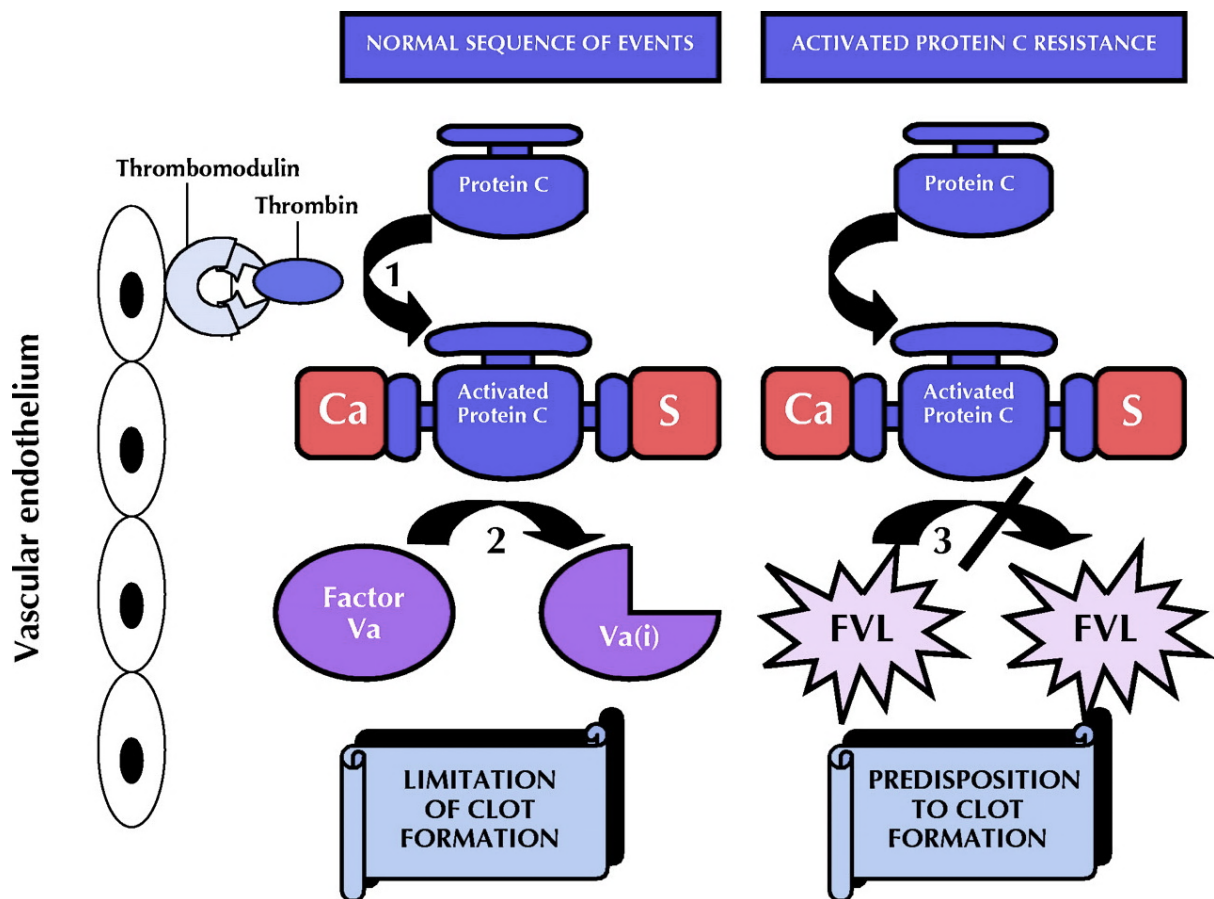 NORMAL SEQUENCE OF EVENTS
ACTIVATED PROTEIN C RESISTANCE
Thrombomodulin
Thrombin
Vascular endothelium
Protein C
1
Ca
Activated
Protein C
S
2
Factor
Va
Va(i)
LIMITATION
OF CLOT
FORMATION
Protein C
Ca
Activated
Protein C
S
3
FVL
FVL
PREDISPOSITION
TO CLOT
FORMATION